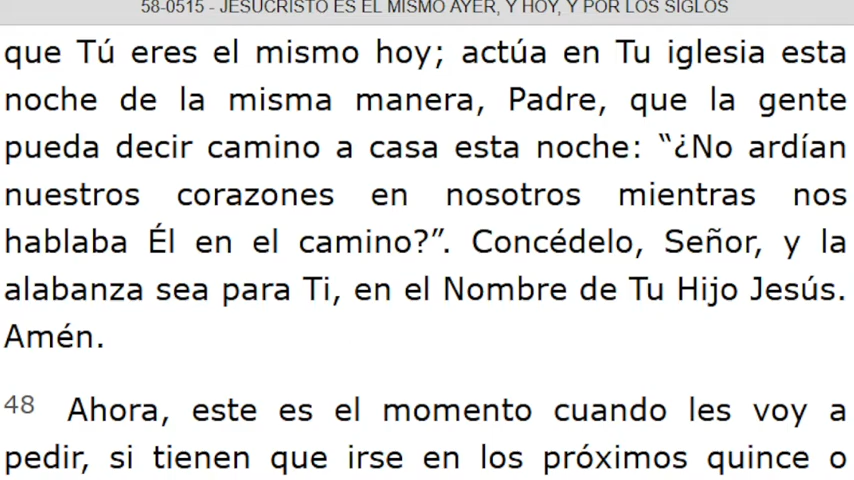 58-0515 - JESUCRISTO ES EL MISMO AYER, Y HOY, Y POR LOS SIGLOS
que Tú eres el mismo hoy; actúa en Tu iglesia esta
noche de la misma manera, Padre, que la gente
pueda decir camino a casa esta noche: “¿No ardían
nuestros corazones en nosotros mientras nos
hablaba Él en el camino?”. Concédelo, Señor, y la
alabanza sea para Ti, en el Nombre de Tu Hijo Jesús.
Amén.
48 Ahora, este es el momento cuando les voy a
pedir, si tienen que irse en los próximos quince o